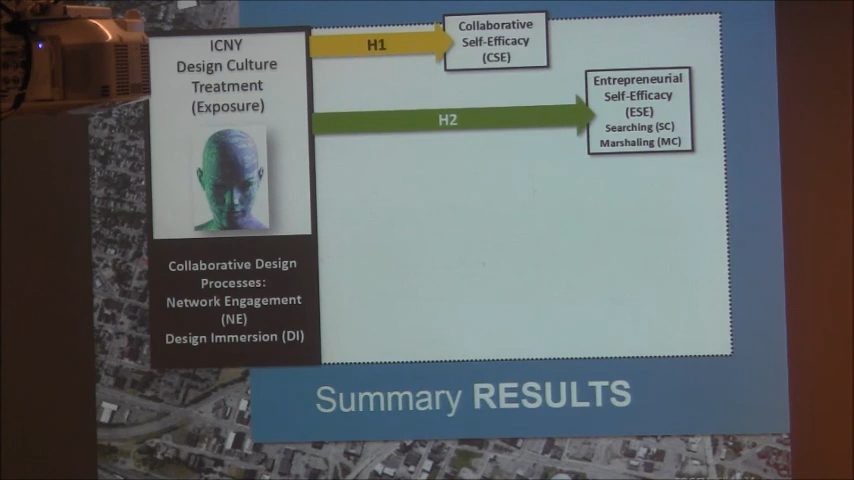 ICNY
Design Culture
Treatment
(Exposure)
Collaborative Design
Processes:
Network Engagement
(NE)
Design Immersion (DI)
H1
Collaborative
Self-Efficacy
(CSE)
H2
Entrepreneurial
Self-Efficacy
(ESE)
Searching (SC)
Marshaling (MC)
Summary RESULTS